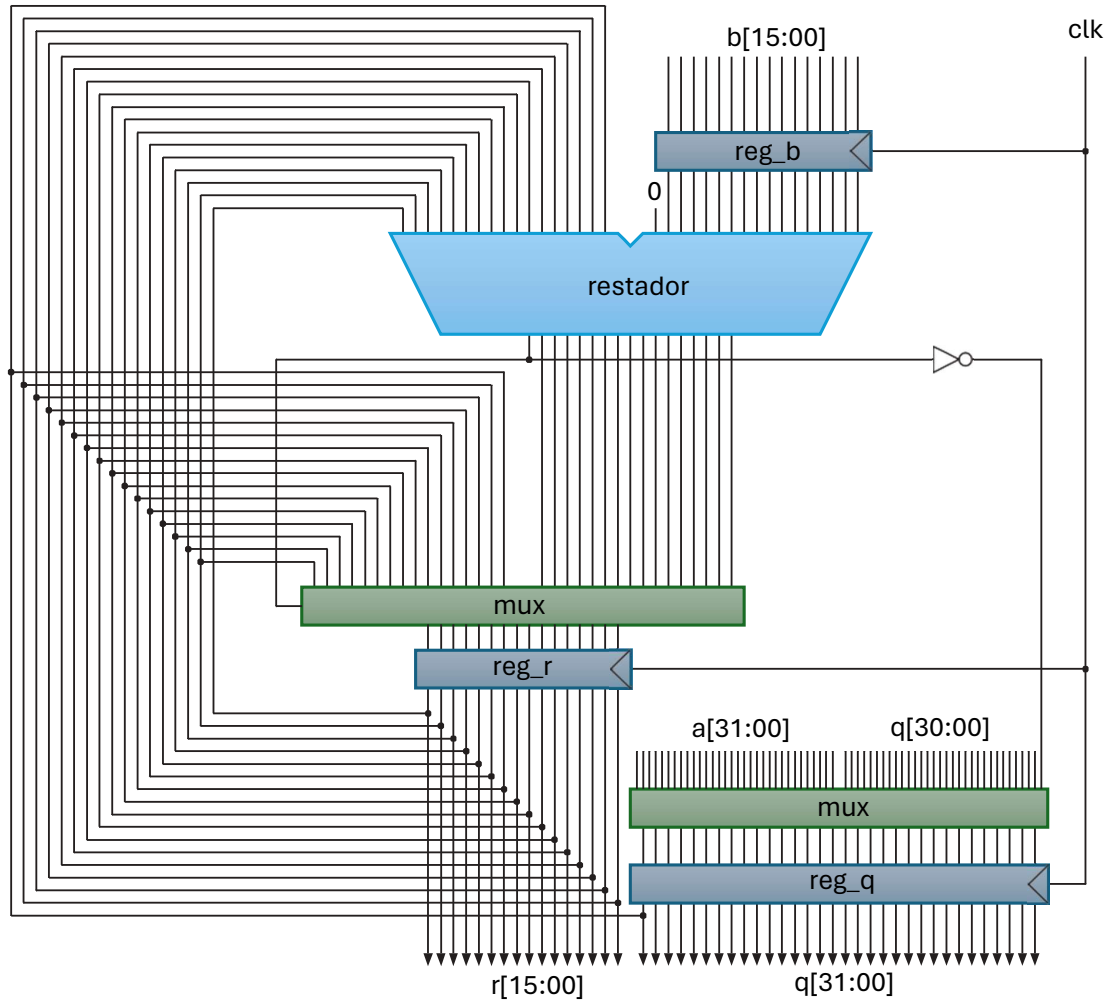 b[15:00]
clk
reg_b
0
restador
mux
reg_r
a[31:00]
q[30:00]
mux
reg_q
r[15:00]
q[31:00]